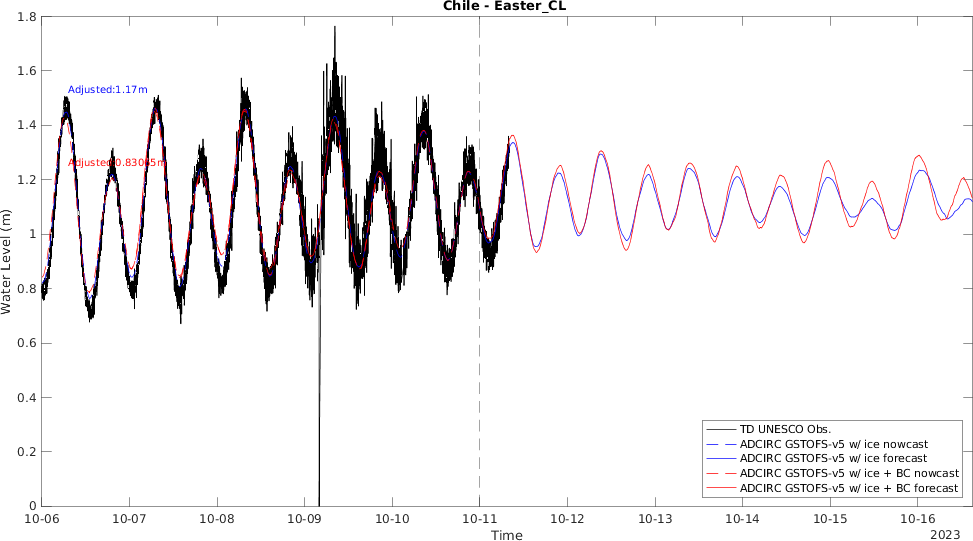 Chile - Easter_CL
1.8
1.6
1.4
1.2
1
0.8
0.6
0.4
0.2
0
Water Level (m)
Adjusted:1.17m
Adjusted:0.83085m
10-06
10-07
10-08
10-09
10-10
10-11
10-12
10-13
10-14
10-15
10-16
Time
2023
TD UNESCO Obs.
ADCIRC GSTOFS-v5 w/ ice nowcast
ADCIRC GSTOFS-v5 w/ ice forecast
ADCIRC GSTOFS-v5 w/ ice + BC nowcast
ADCIRC GSTOFS-v5 w/ ice + BC forecast